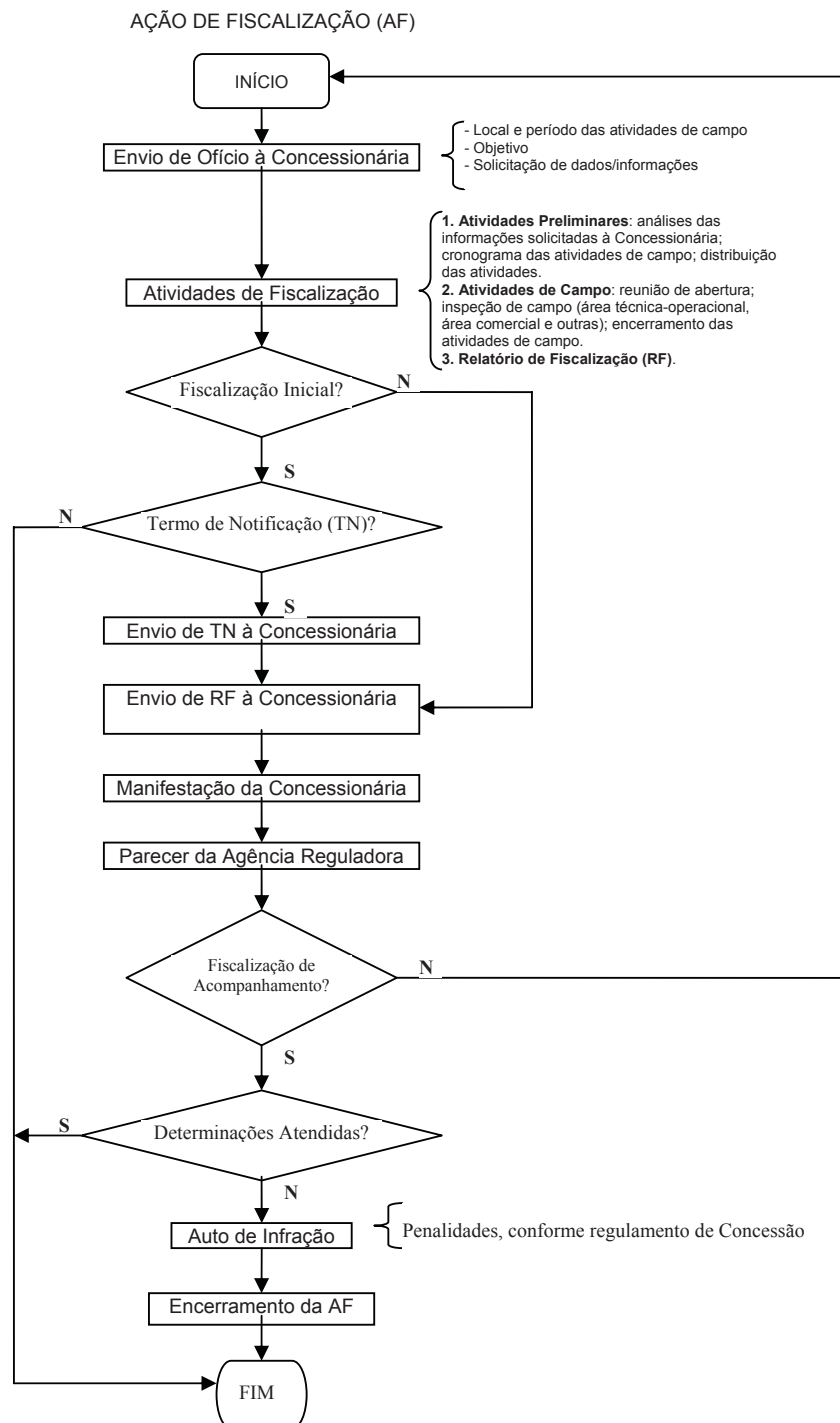 AÇÃO DE FISCALIZAÇÃO (AF)
INÍCIO
Envio de Ofício à Concessionária
- Local e período das atividades de campo
- Objetivo
- Solicitação de dados/informações
Atividades de Fiscalização
1. Atividades Preliminares: análises das
informações solicitadas à Concessionária;
cronograma das atividades de campo; distribuição
das atividades.
2. Atividades de Campo: reunião de abertura;
inspeção de campo (área técnica-operacional,
área comercial e outras); encerramento das
atividades de campo.
3. Relatório de Fiscalização (RF).
Fiscalização Inicial?
N
S
N
Termo de Notificação (TN)?
S
Envio de TN à Concessionária
Envio de RF à Concessionária
Manifestação da Concessionária
Parecer da Agência Reguladora
Fiscalização de
Acompanhamento?
N
S
S
Determinações Atendidas?
N
Auto de Infração
Penalidades, conforme regulamento de Concessão
Encerramento da AF
FIM